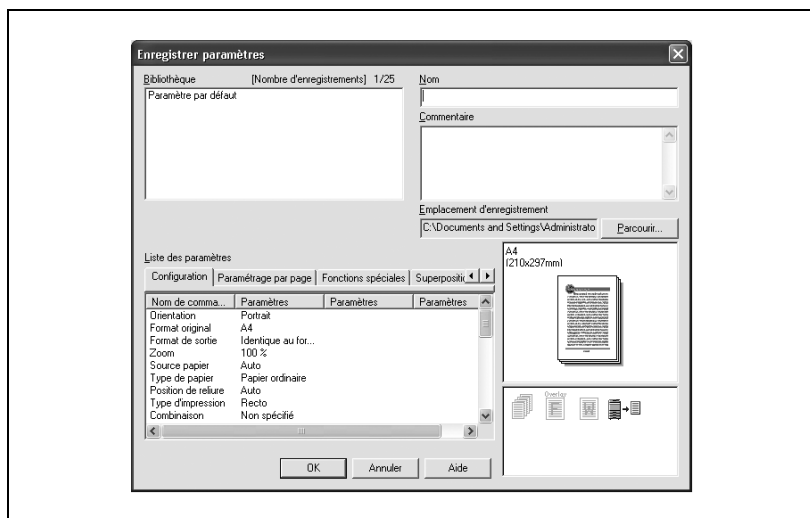 Enregistrer paramètres
Bibliothèque [Nombre d'enregistrements] 1/25
Paramètre par défaut
Nom
Commentaire
Emplacement d'enregistrement
C:\Documents and Settings\Administrato Parcourir...
Liste des paramètres
Configuration Paramétrage par page Fonctions spéciales Superpositi
Nom de comma... Paramètres Paramètres Paramètres
Orientation Portrait
Format original A4
Format de sortie Identique au for...
Zoom 100 %
Source papier Auto
Type de papier Papier ordinaire
Position de reliure Auto
Type d'impression Recto
Combinaison Non spécifié
A4
(210x297mm)
Overlay
OK Annuler Aide